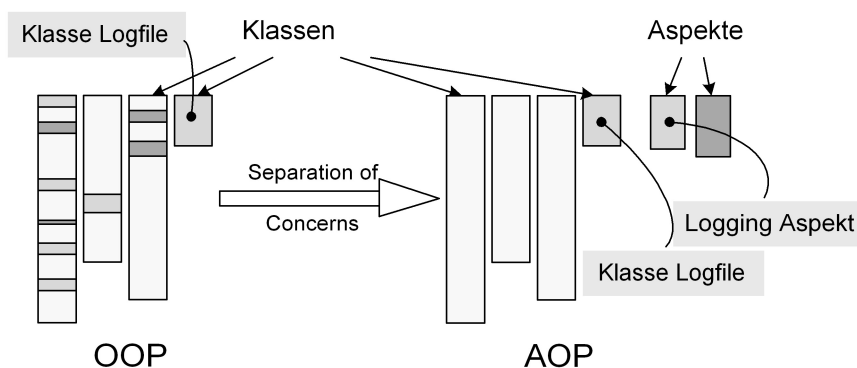 Klasse Logfile
Klassen
Aspekte
Separation of
Concerns
Logging Aspekt
Klasse Logfile
OOP
AOP